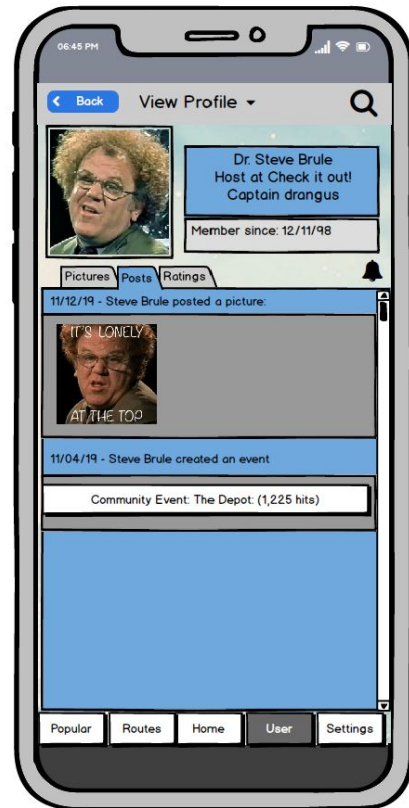 06:45 PM
Back
View Profile
Dr. Steve Brule
Host at Check it out!
Captain drangus
Member since: 12/11/98
Pictures
Posts
Ratings
11/12/19 - Steve Brule posted a picture:
IT'S LONELY
AT THE TOP
11/04/19 - Steve Brule created an event
Community Event: The Depot: (1,225 hits)
Popular
Routes
Home
User
Settings